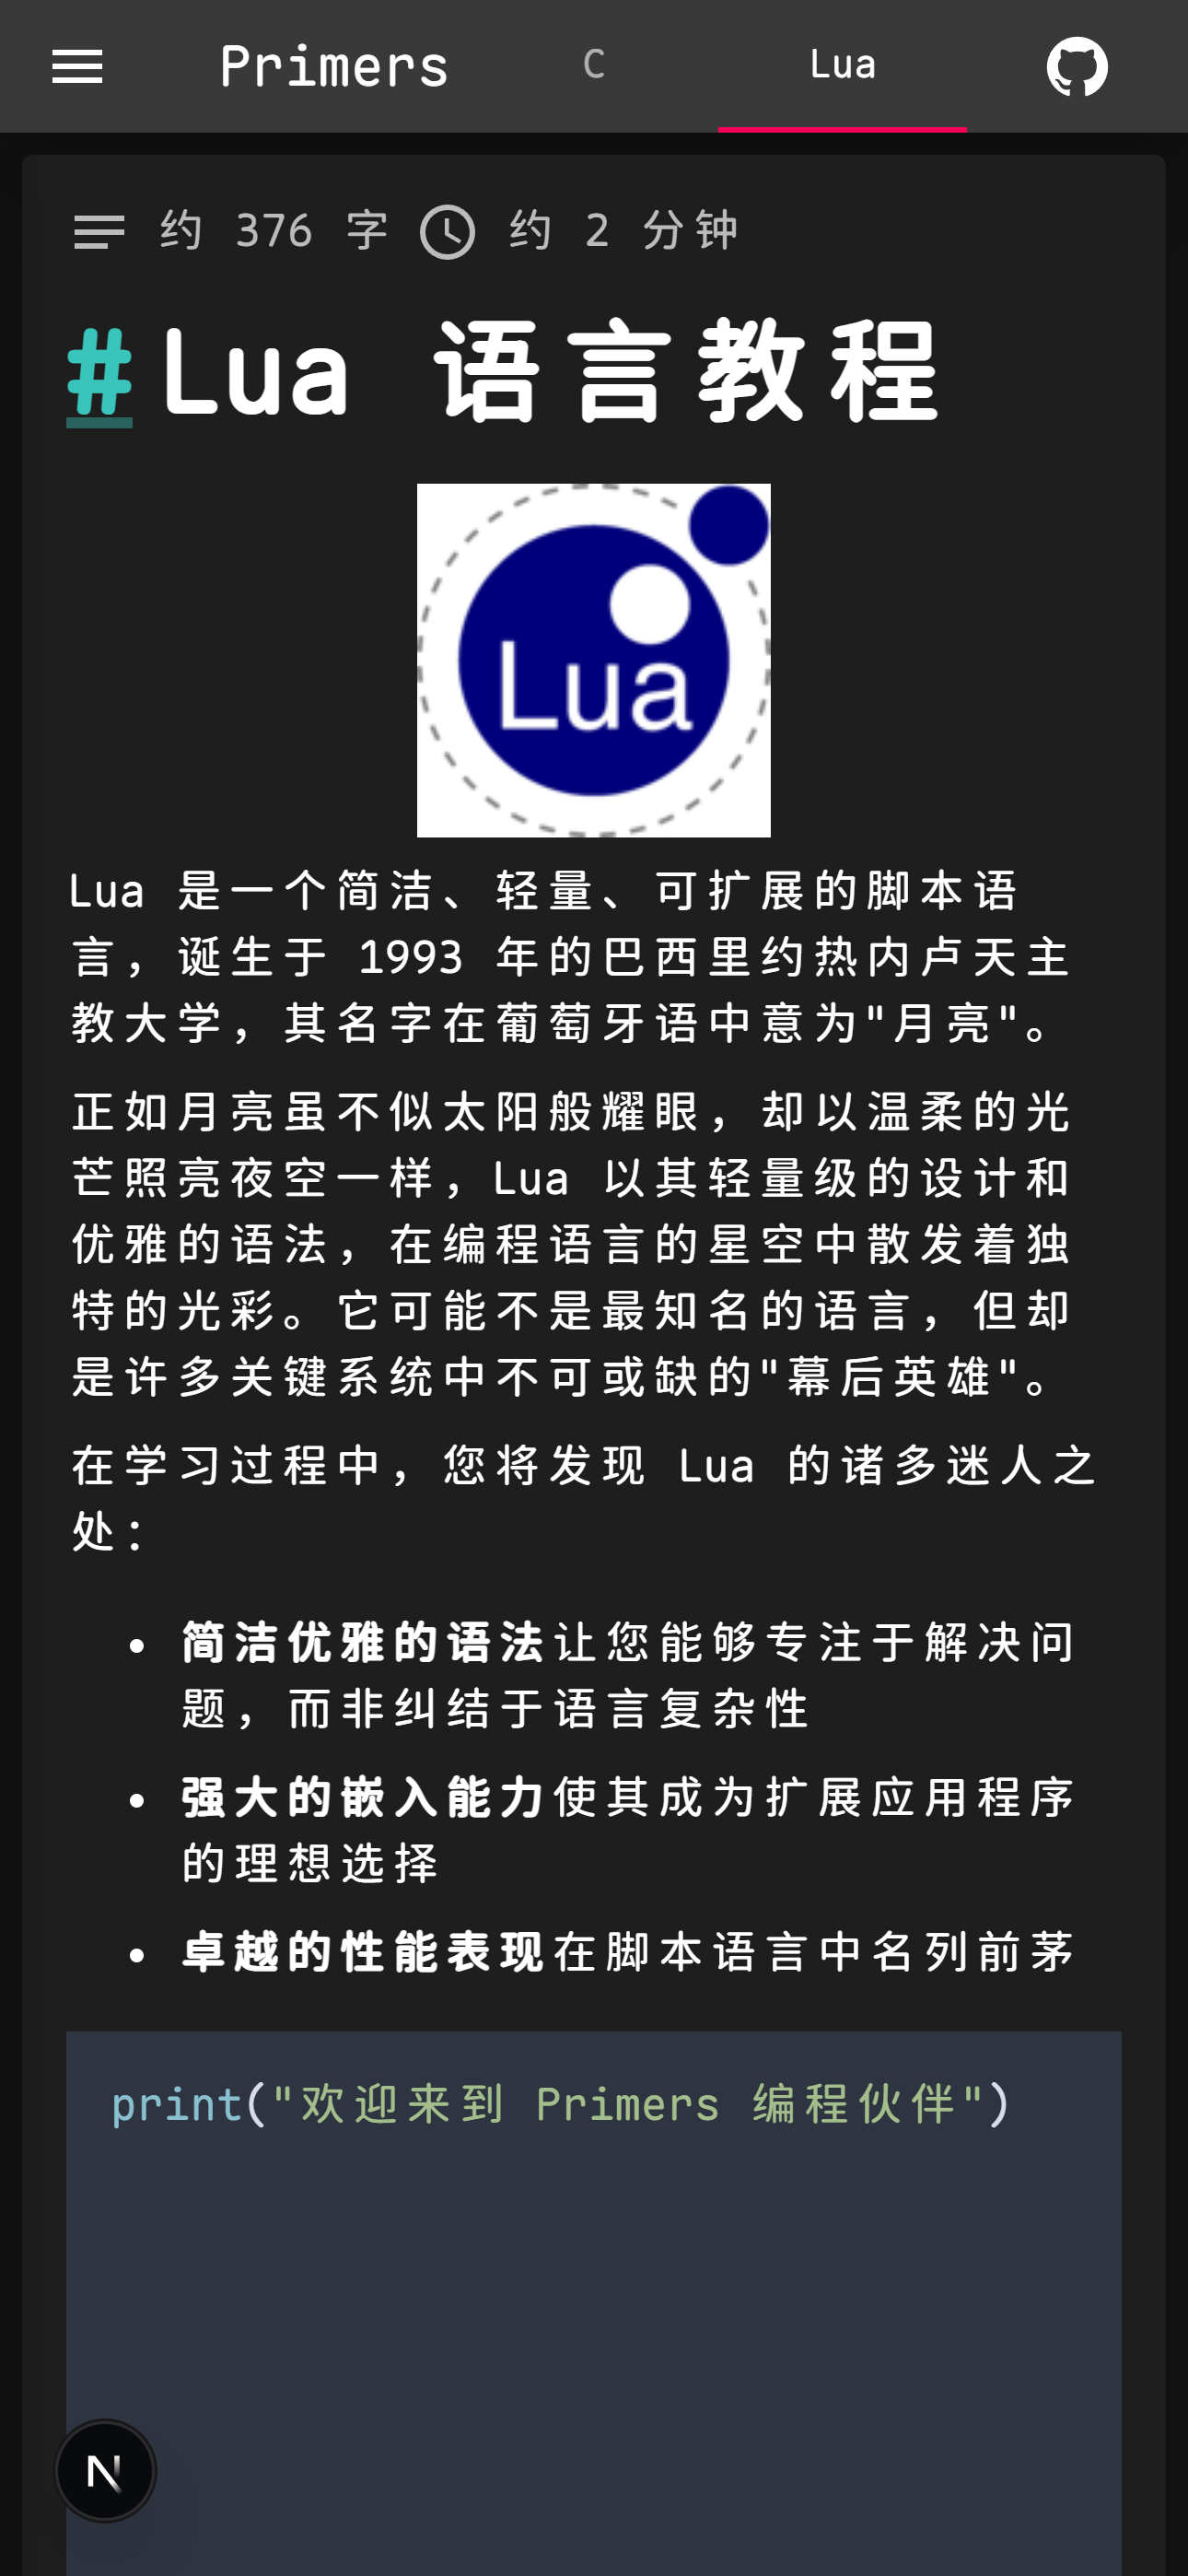 Primers C Lua
约 376 字 约 2 分钟
#Lua 语言教程
Lua
Lua 是一个简洁、轻量、可扩展的脚本语
言，诞生于 1993 年的巴西里约热内卢天主
教大学，其名字在葡萄牙语中意为"月亮"。
正如月亮虽不似太阳般耀眼，却以温柔的光
芒照亮夜空一样，Lua 以其轻量级的设计和
优雅的语法，在编程语言的星空中散发着独
特的光彩。它可能不是最知名的语言，但却
是许多关键系统中不可或缺的"幕后英雄"。
在学习过程中，您将发现 Lua 的诸多迷人之
处：
• 简洁优雅的语法让您能够专注于解决问
题，而非纠结于语言复杂性
• 强大的嵌入能力使其成为扩展应用程序
的理想选择
• 卓越的性能表现在脚本语言中名列前茅
print("欢迎来到 Primers 编程伙伴")
N